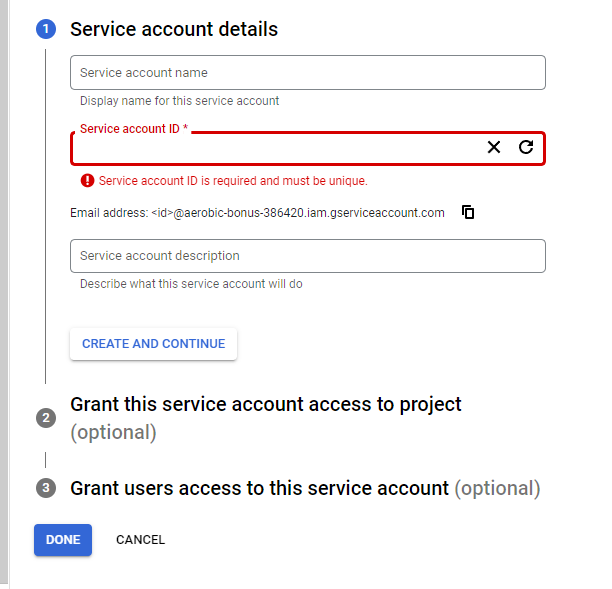 1 Service account details
Service account name
Display name for this service account
Service account ID *
Service account ID is required and must be unique.
Email address: <id>@aerobic-bonus-386420.iam.gserviceaccount.com
Service account description
Describe what this service account will do
CREATE AND CONTINUE
2 Grant this service account access to project
(optional)
3 Grant users access to this service account (optional)
DONE CANCEL